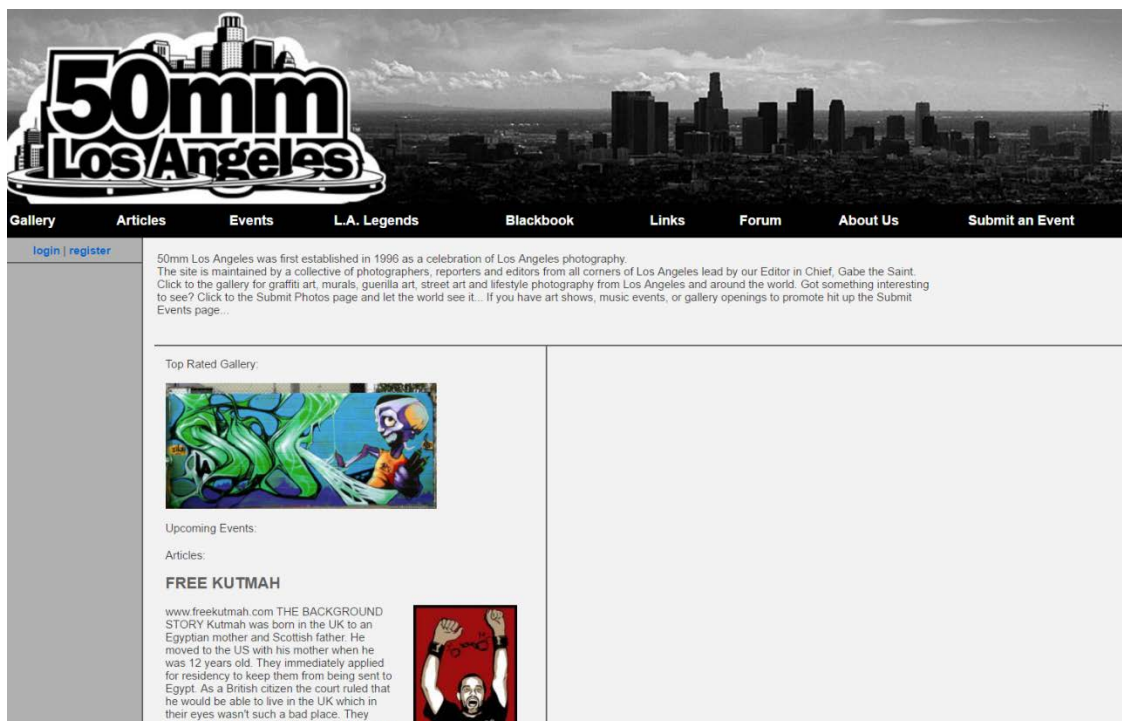 50mm
Los Angeles
Gallery Articles Events L.A. Legends Blackbook Links Forum About Us Submit an Event
login | register
50mm Los Angeles was first established in 1996 as a celebration of Los Angeles photography.
The site is maintained by a collective of photographers, reporters and editors from all corners of Los Angeles lead by our Editor in Chief, Gabe the Saint.
Click to the gallery for graffiti art, murals, guerilla art, street art and lifestyle photography from Los Angeles and around the world. Got something interesting
to see? Click to the Submit Photos page and let the world see it... If you have art shows, music events, or gallery openings to promote hit up the Submit
Events page...
Top Rated Gallery:
Upcoming Events:
Articles:
FREE KUTMAH
www.freekutmah.com THE BACKGROUND
STORY Kutmah was born in the UK to an
Egyptian mother and Scottish father. He
moved to the US with his mother when he
was 12 years old. They immediately applied
for residency to keep them from being sent to
Egypt. As a British citizen the court ruled that
he would be able to live in the UK which in
their eyes wasn't such a bad place. They